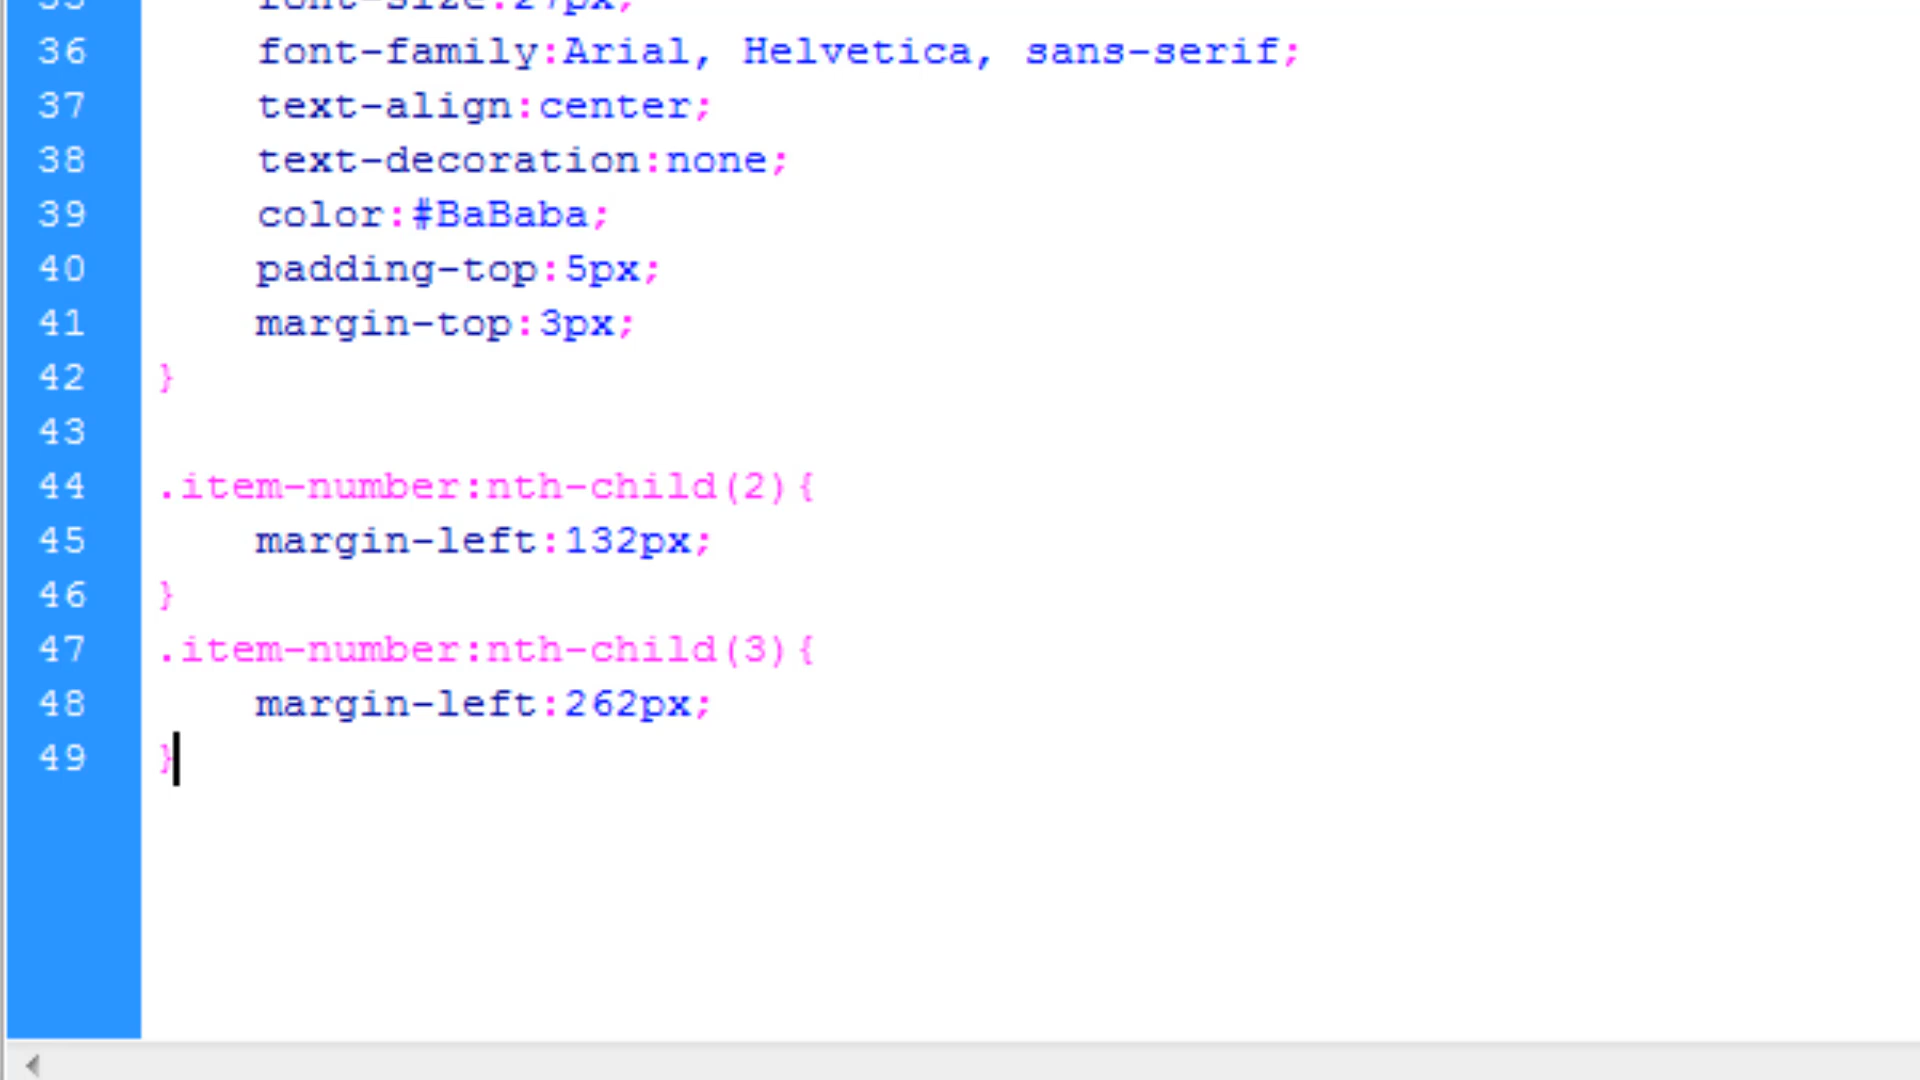 36 font-family:Arial, Helvetica, sans-serif;
37 text-align:center;
38 text-decoration:none;
39 color:#BaBaba;
40 padding-top:5px;
41 margin-top:3px;
42 }
43
44 .item-number:nth-child(2){
45 margin-left:132px;
46 }
47 .item-number:nth-child(3){
48 margin-left:262px;
49 }